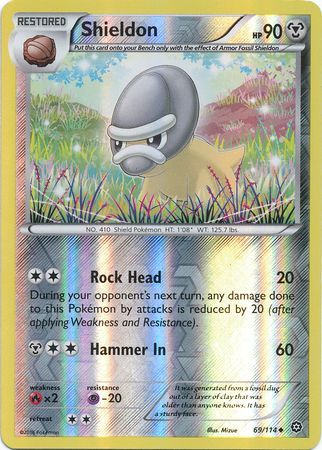 RESTORED
Shieldon
HP 90
Put this card onto your Bench only with the effect of Armor Fossil Shieldon
NO. 410 Shield Pokémon HT: 1'08" WT: 125.7 lbs.
Rock Head 20
During your opponent's next turn, any damage done
to this Pokémon by attacks is reduced by 20 (after
applying Weakness and Resistance).
Hammer In 60
weakness resistance
×2 -20
retreat
It was generated from a fossil dug
out of a layer of clay that was
older than anyone knows. It has
a sturdy face.
©2016 Pokémon
Illus. Mizue
69/114